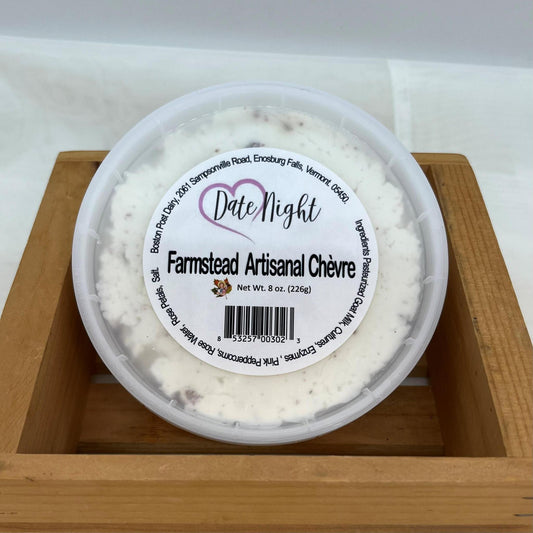 Boston Post Dairy, 2061 Sampsonville Road, Enosburg Falls, Vermont. 05450.
Date Night
Farmstead Artisanal Chèvre
Net Wt. 8 oz. (226g)
8 53257 00302 3
Ingredients Pasteurized Goat Milk, Cultures, Enzymes, Pink Peppercorns, Rose Water, Rose Petals, Salt.